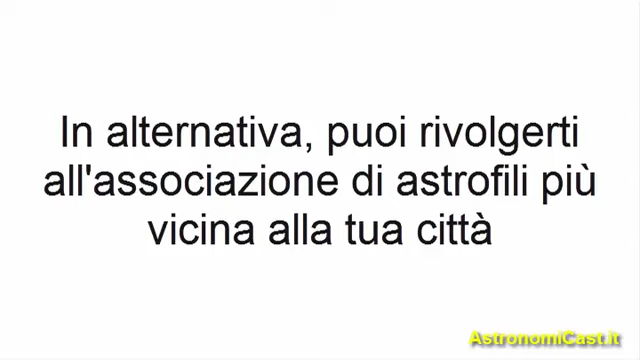 In alternativa, puoi rivolgerti
all'associazione di astrofili più
vicina alla tua città
AstronomiCast.it